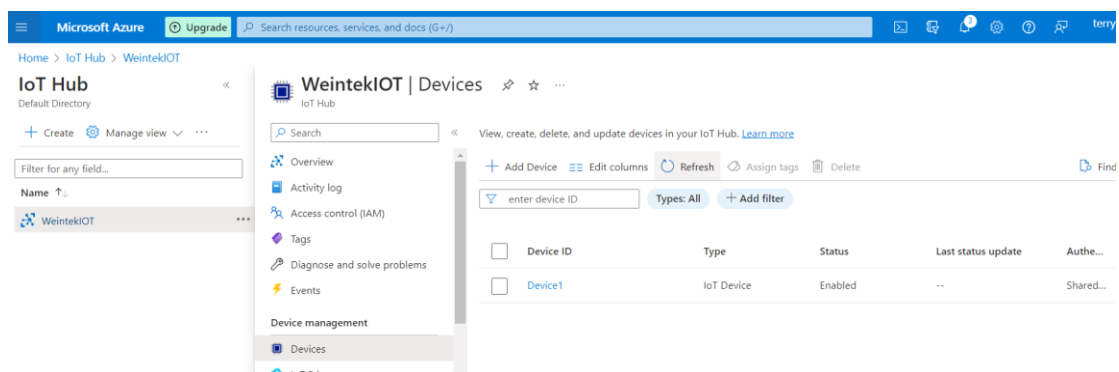 Microsoft Azure
Upgrade
Search resources, services, and docs (G+/)
3
terry
Home > IoT Hub > WeintekIOT
IoT Hub
Default Directory
Create
Manage view
Filter for any field...
Name
WeintekIOT
WeintekIOT | Devices
IoT Hub
Search
Overview
Activity log
Access control (IAM)
Tags
Diagnose and solve problems
Events
Device management
Devices
View, create, delete, and update devices in your IoT Hub. Learn more
Add Device Edit columns Refresh Assign tags Delete Find
enter device ID Types: All Add filter
Device ID Type Status Last status update Authe...
Device1 IoT Device Enabled -- Shared...